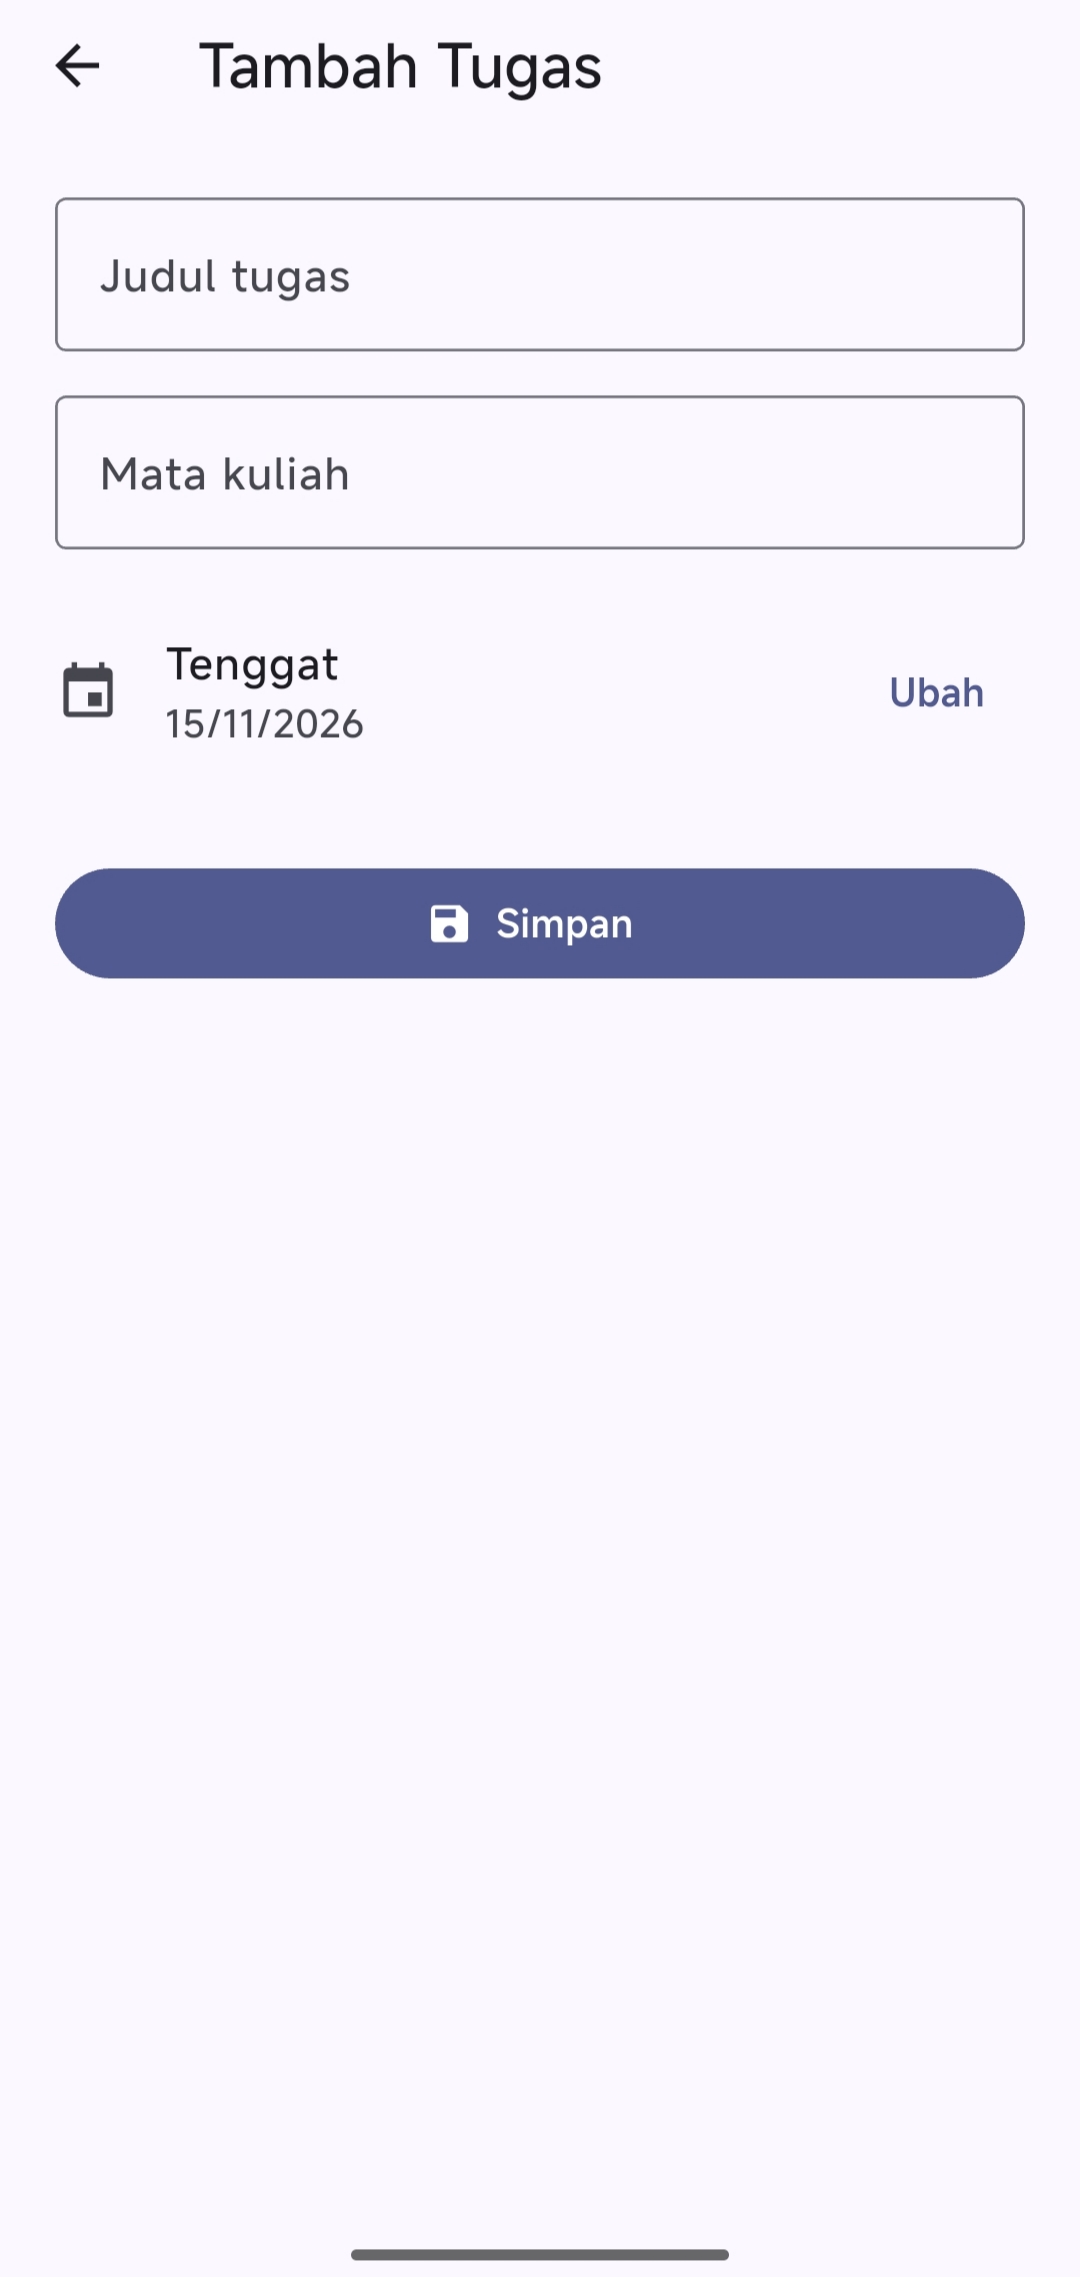 Tambah Tugas
Judul tugas
Mata kuliah
Tenggat
15/11/2026
Ubah
Simpan